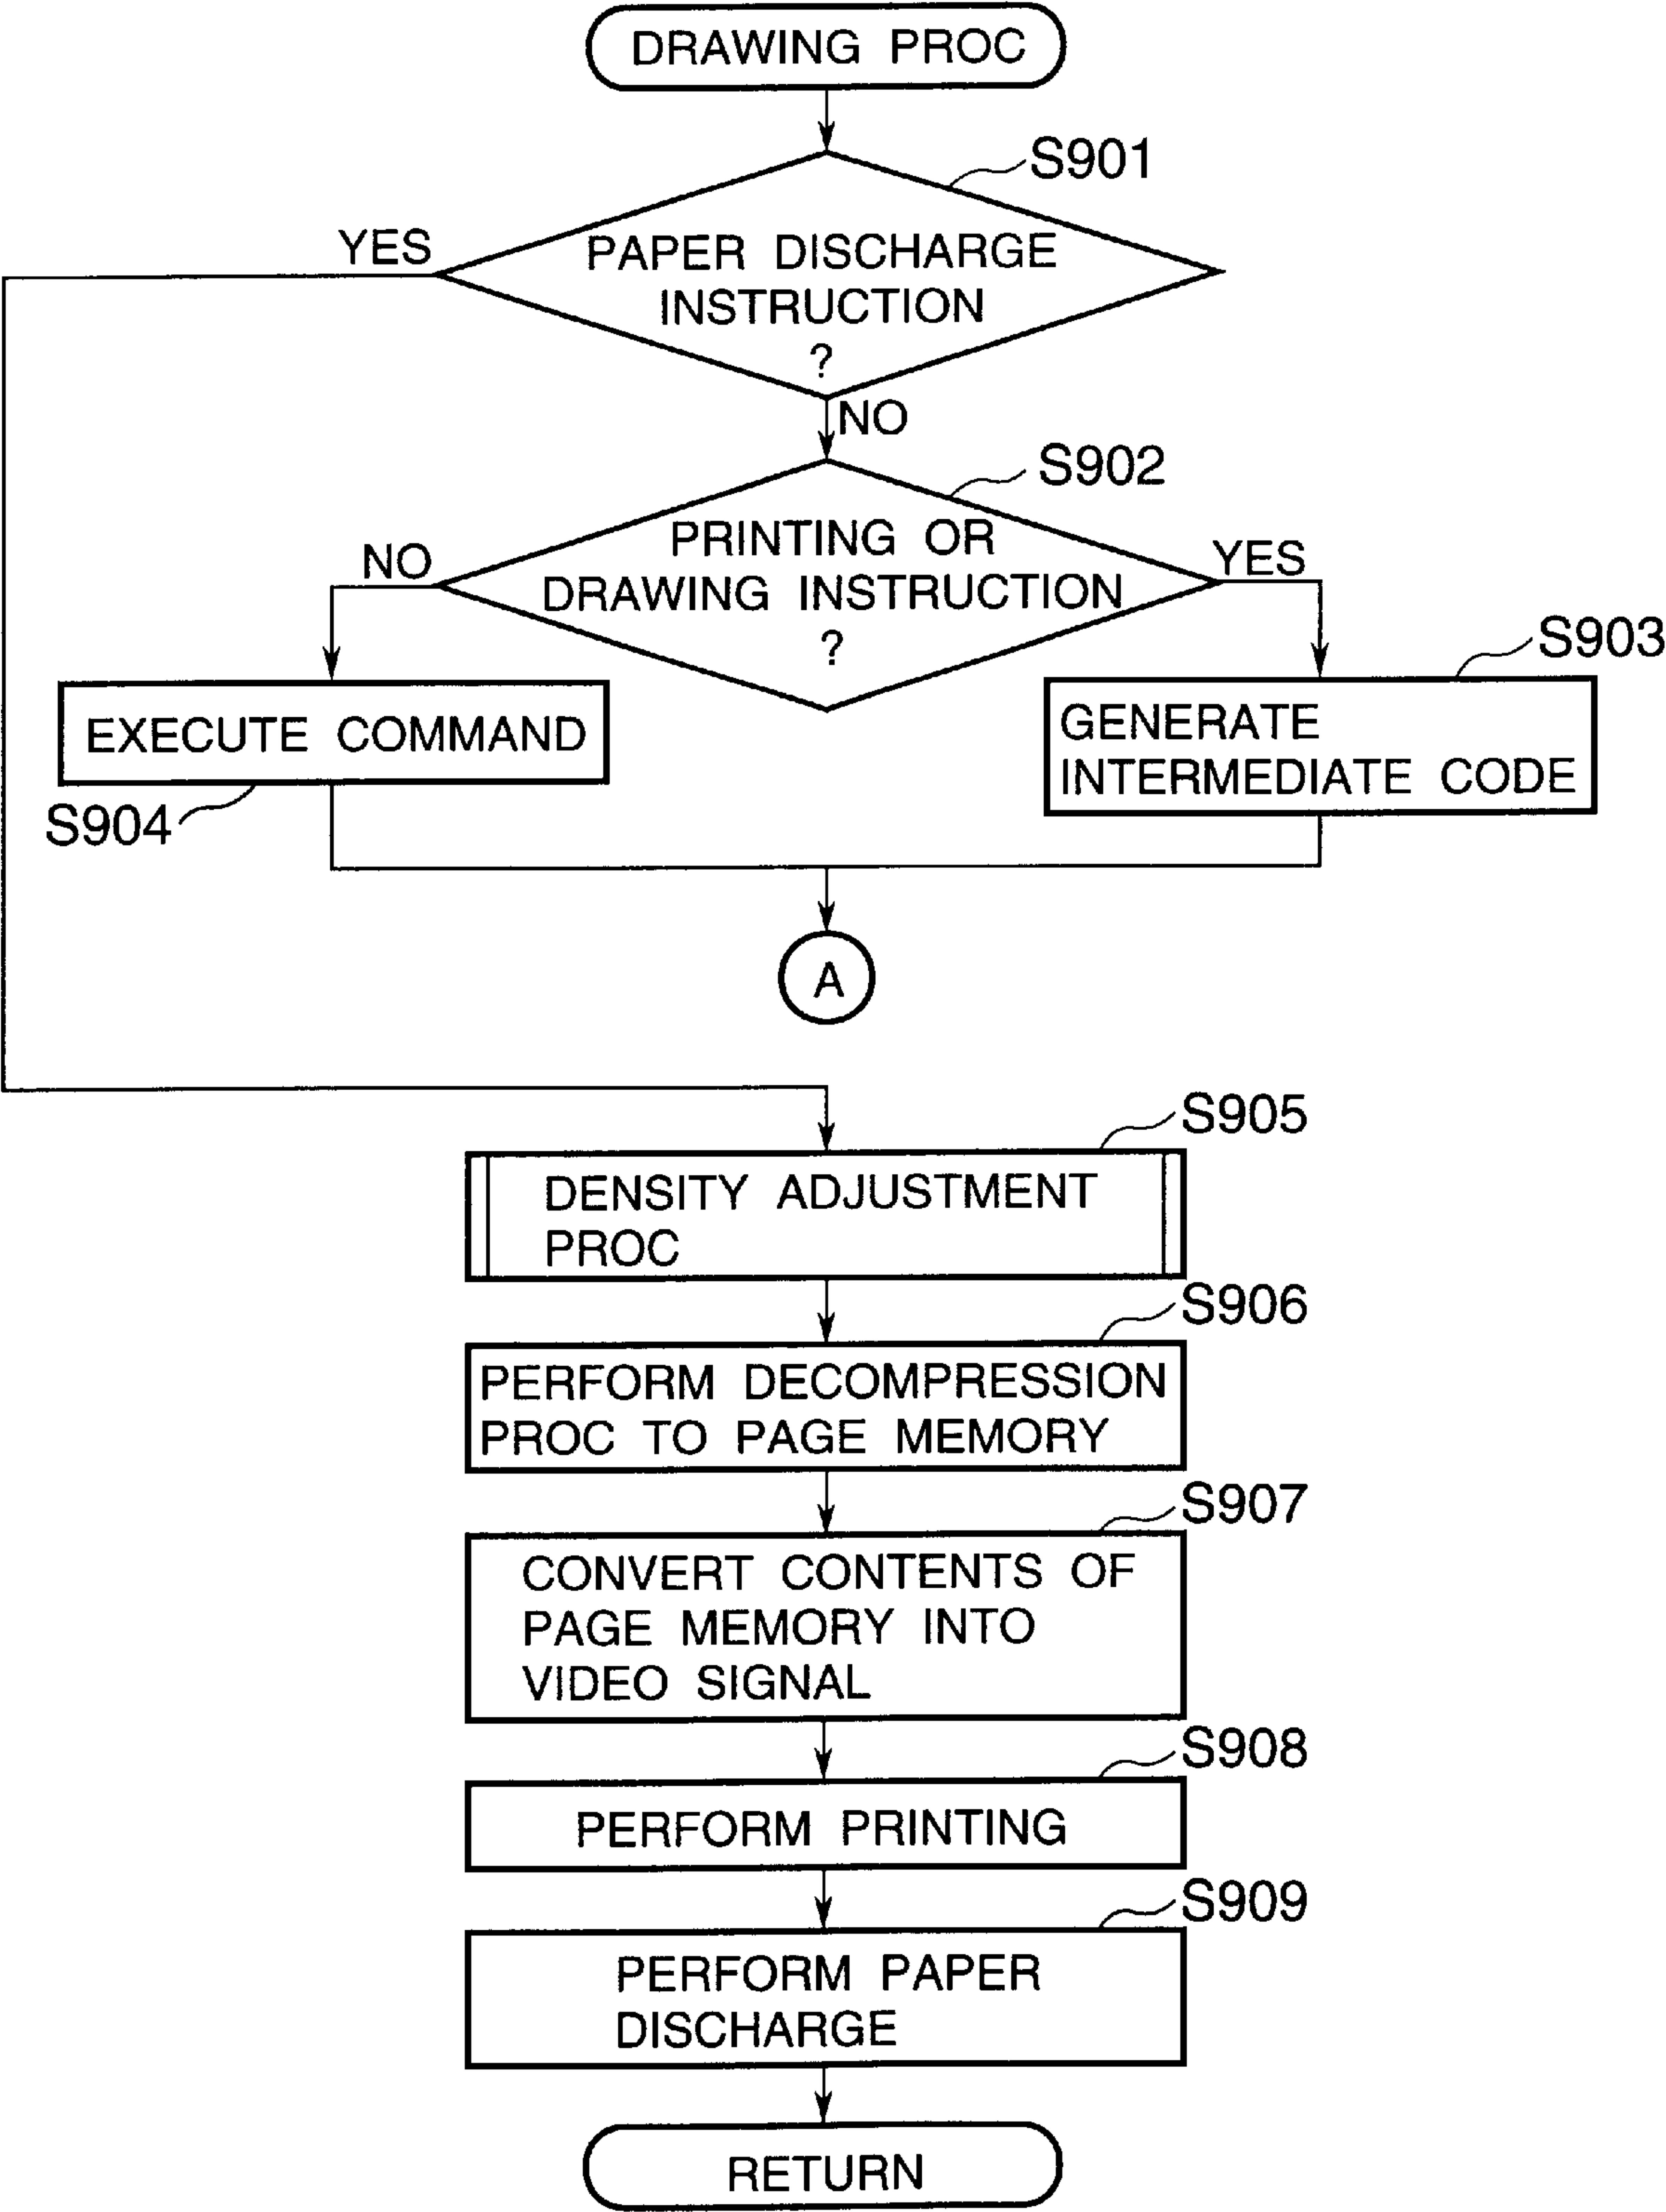 DRAWING PROC
S901
YES
PAPER DISCHARGE
INSTRUCTION
?
NO
S902
NO
PRINTING OR
DRAWING INSTRUCTION
?
YES
S903
EXECUTE COMMAND
GENERATE
INTERMEDIATE CODE
S904
A
S905
DENSITY ADJUSTMENT
PROC
S906
PERFORM DECOMPRESSION
PROC TO PAGE MEMORY
S907
CONVERT CONTENTS OF
PAGE MEMORY INTO
VIDEO SIGNAL
S908
PERFORM PRINTING
S909
PERFORM PAPER
DISCHARGE
RETURN